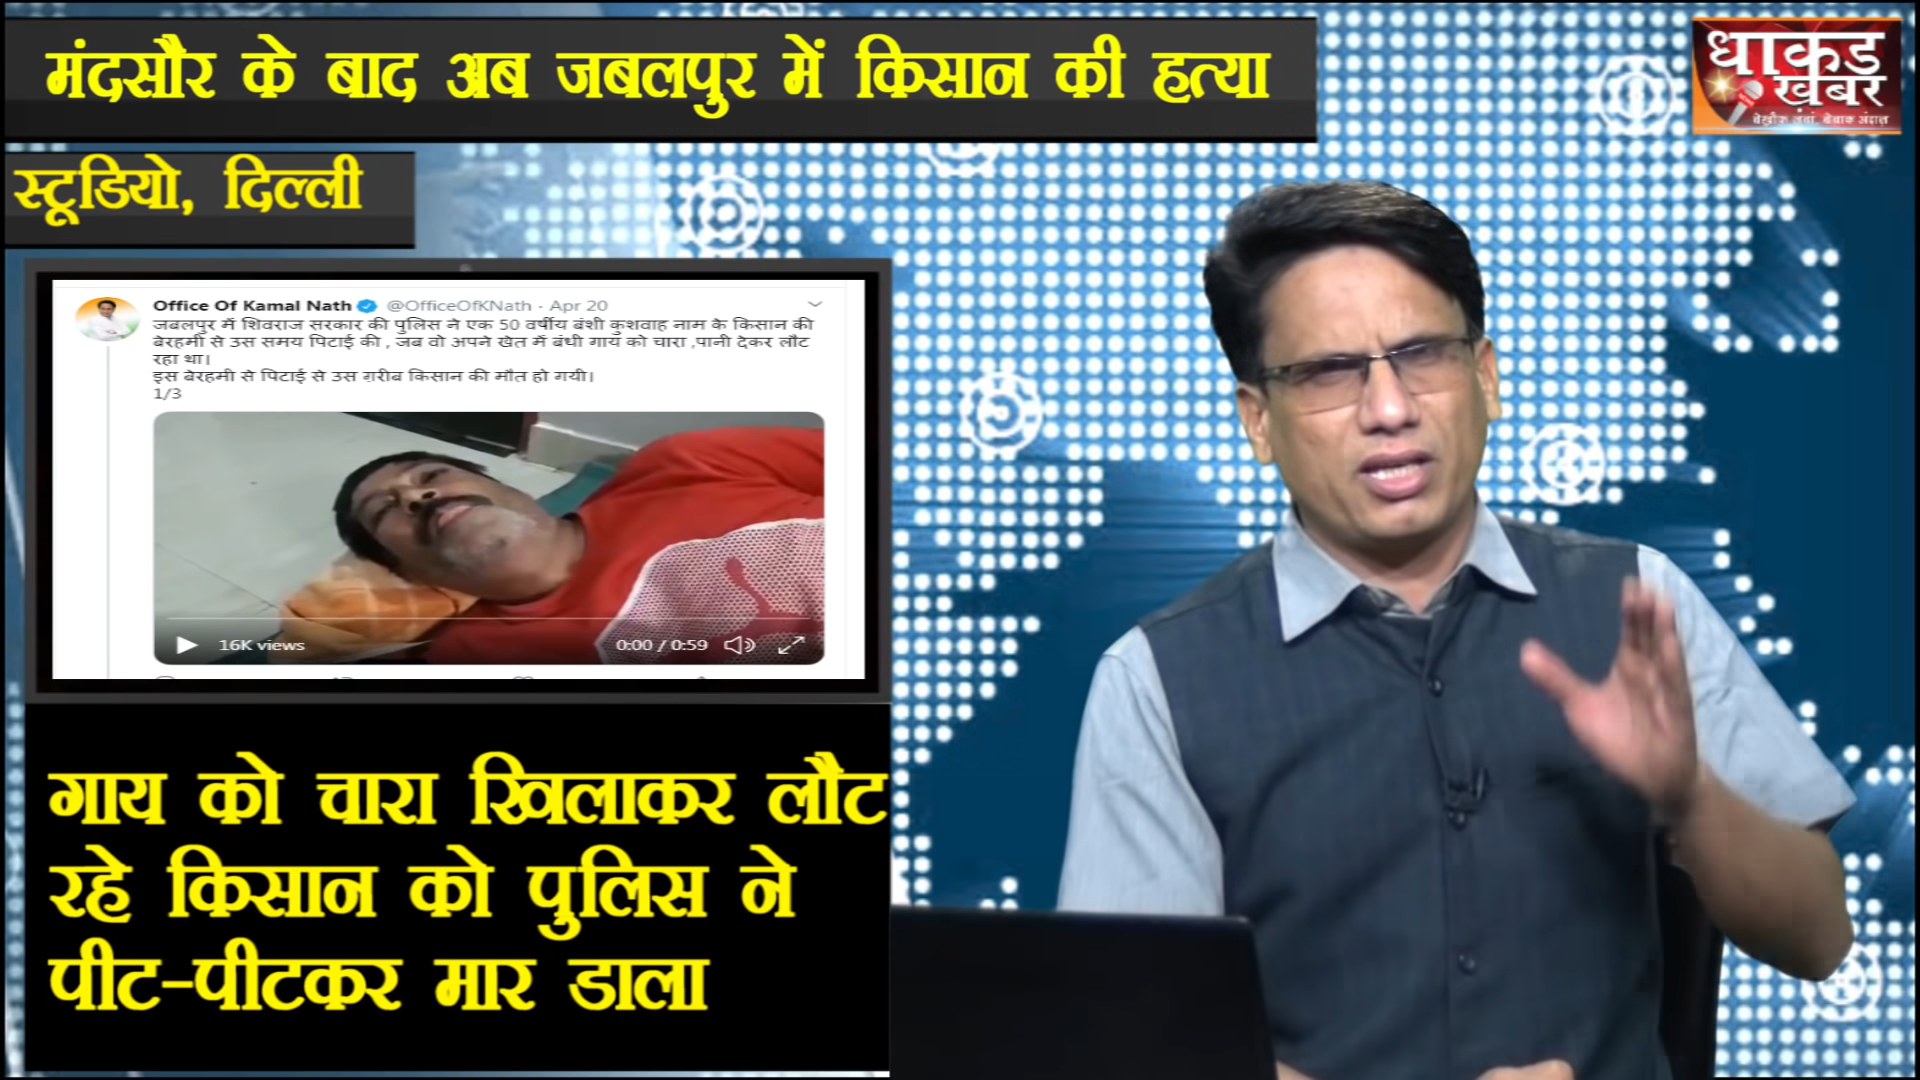 मंदसौर के बाद अब जबलपुर में किसान की हत्या
धाकड
खबर
बेखौफ जुबां, बेबाक अंदाज
स्टूडियो, दिल्ली
Office Of Kamal Nath @OfficeOfKNath · Apr 20
जबलपुर में शिवराज सरकार की पुलिस ने एक 50 वर्षीय बंशी कुशवाह नाम के किसान की
बेरहमी से उस समय पिटाई की , जब वो अपने खेत में बंधी गाय को चारा ,पानी देकर लौट
रहा था।
इस बेरहमी से पिटाई से उस ग़रीब किसान की मौत हो गयी।
1/3
16K views
0:00 / 0:59
गाय को चारा खिलाकर लौट
रहे किसान को पुलिस ने
पीट-पीटकर मार डाला